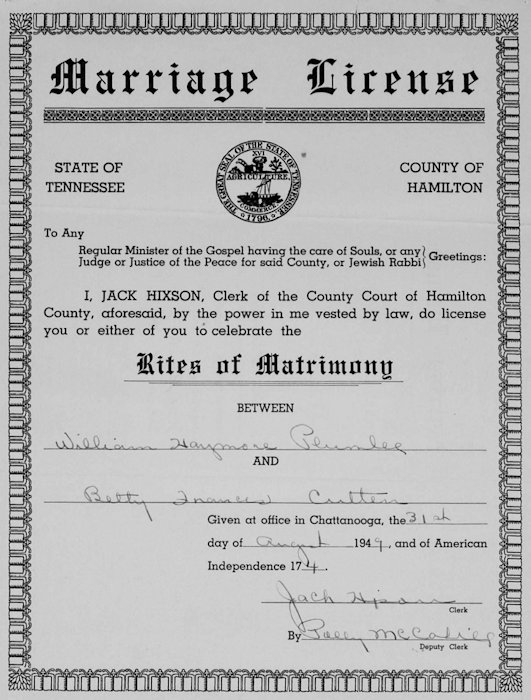 Marriage License
STATE OF TENNESSEE
THE GREAT SEAL OF THE STATE OF TENNESSEE
XVI
AGRICULTURE
COMMERCE
1796
COUNTY OF HAMILTON
To Any
Regular Minister of the Gospel having the care of Souls, or any
Judge or Justice of the Peace for said County, or Jewish Rabbi
Greetings:
I, JACK HIXSON, Clerk of the County Court of Hamilton
County, aforesaid, by the power in me vested by law, do license
you or either of you to celebrate the
Rites of Matrimony
BETWEEN
William Haymore Plumlee
AND
Betty Frances Cutten
Given at office in Chattanooga, the 31st
day of August 1949, and of American
Independence 174.
Jack Hixson
Clerk
By
Deputy Clerk